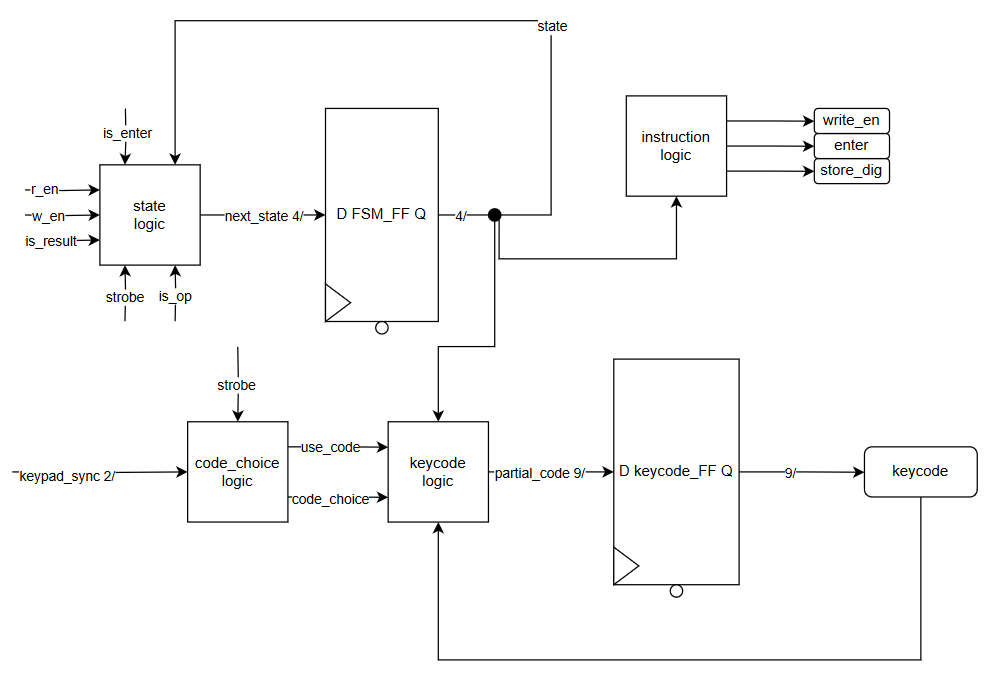 state
is_enter
r_en
w_en
is_result
state
logic
strobe
is_op
next_state 4/
D FSM_FF Q
4/
instruction
logic
write_en
enter
store_dig
strobe
keypad_sync 2/
code_choice
logic
use_code
code_choice
keycode
logic
partial_code 9/
D keycode_FF Q
9/
keycode